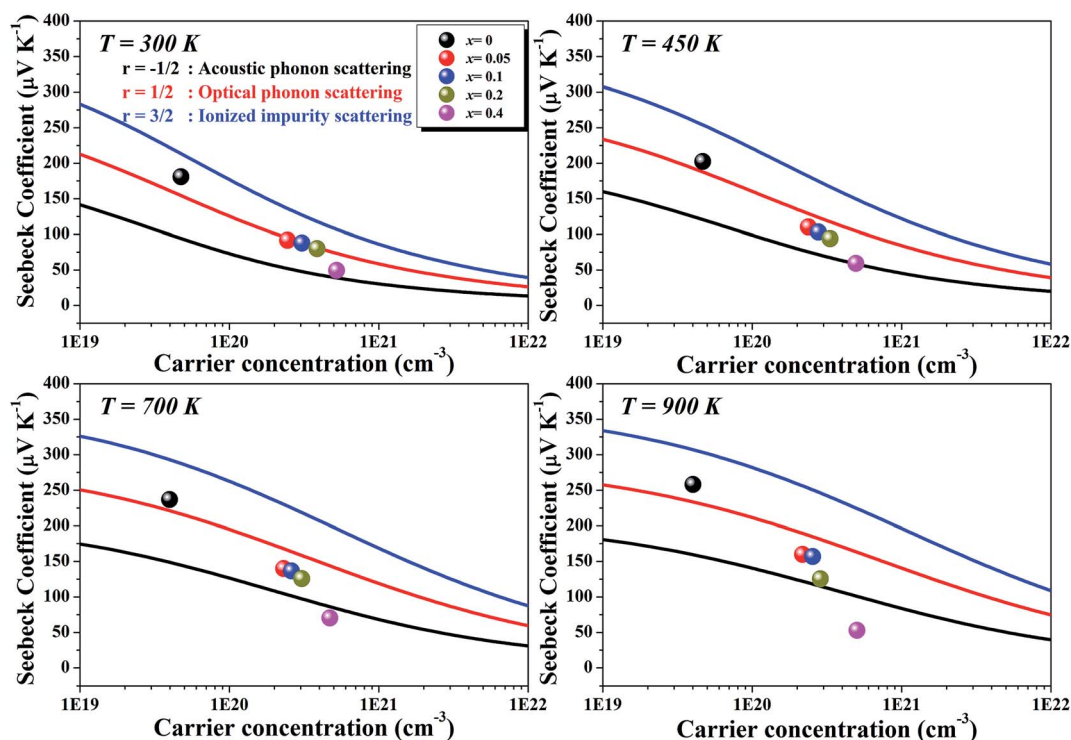 T = 300 K
r = -1/2 : Acoustic phonon scattering
r = 1/2 : Optical phonon scattering
r = 3/2 : Ionized impurity scattering
x= 0
x= 0.05
x= 0.1
x= 0.2
x= 0.4
Seebeck Coefficient (µV K⁻¹)
400
350
300
250
200
150
100
50
0
1E19 1E20 1E21 1E22
Carrier concentration (cm⁻³)
T = 450 K
Seebeck Coefficient (µV K⁻¹)
400
350
300
250
200
150
100
50
0
1E19 1E20 1E21 1E22
Carrier concentration (cm⁻³)
T = 700 K
Seebeck Coefficient (µV K⁻¹)
400
350
300
250
200
150
100
50
0
1E19 1E20 1E21 1E22
Carrier concentration (cm⁻³)
T = 900 K
Seebeck Coefficient (µV K⁻¹)
400
350
300
250
200
150
100
50
0
1E19 1E20 1E21 1E22
Carrier concentration (cm⁻³)